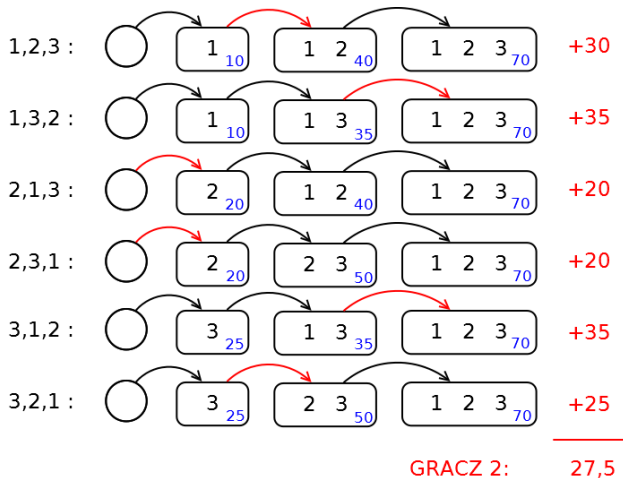 1,2,3 : 1 10 1 2 40 1 2 3 70 +30
1,3,2 : 1 10 1 3 35 1 2 3 70 +35
2,1,3 : 2 20 1 2 40 1 2 3 70 +20
2,3,1 : 2 20 2 3 50 1 2 3 70 +20
3,1,2 : 3 25 1 3 35 1 2 3 70 +35
3,2,1 : 3 25 2 3 50 1 2 3 70 +25
GRACZ 2: 27,5